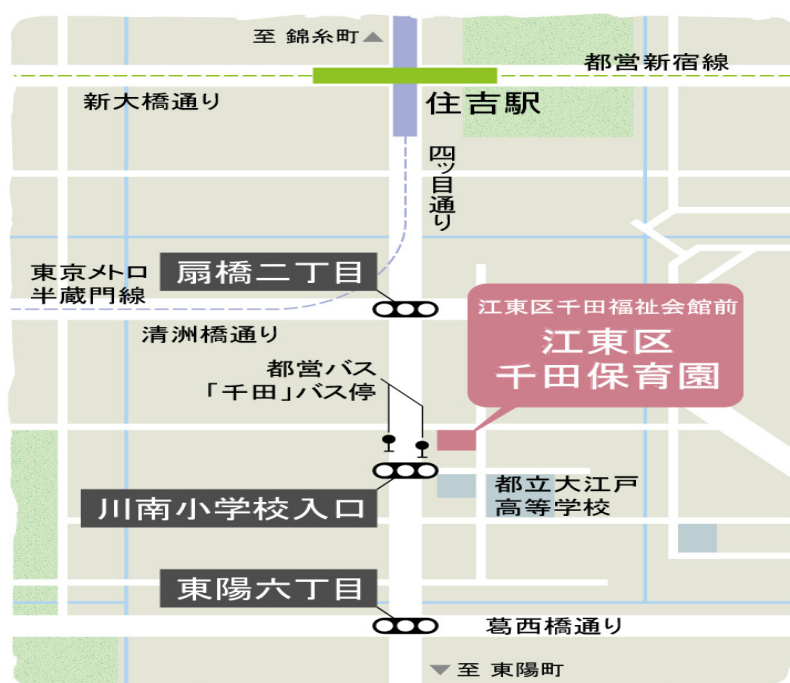 至 錦糸町▲
都営新宿線
新大橋通り
住吉駅
四ッ目通り
東京メトロ
半蔵門線
扇橋二丁目
清洲橋通り
江東区千田福祉会館前
江東区
千田保育園
都営バス
「千田」バス停
都立大江戸
高等学校
川南小学校入口
東陽六丁目
葛西橋通り
▼至 東陽町